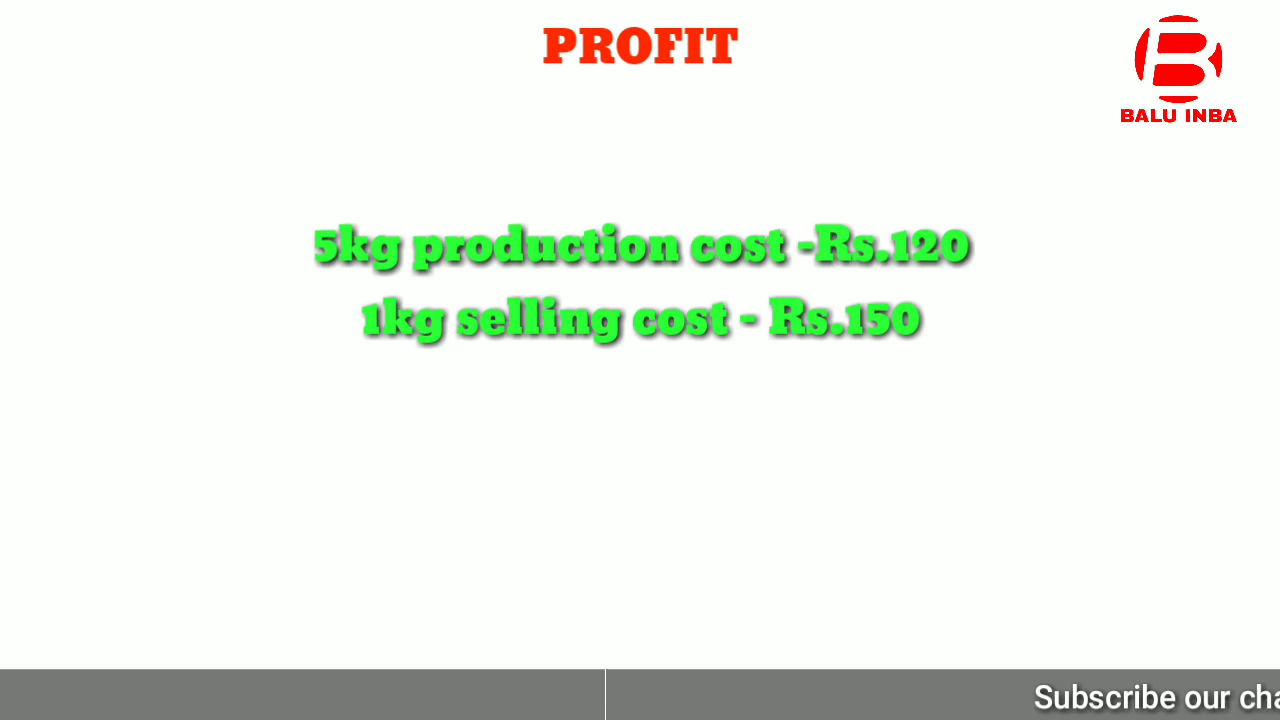 PROFIT
BALU INBA
5kg production cost -Rs.120
1kg selling cost - Rs.150
Subscribe our cha